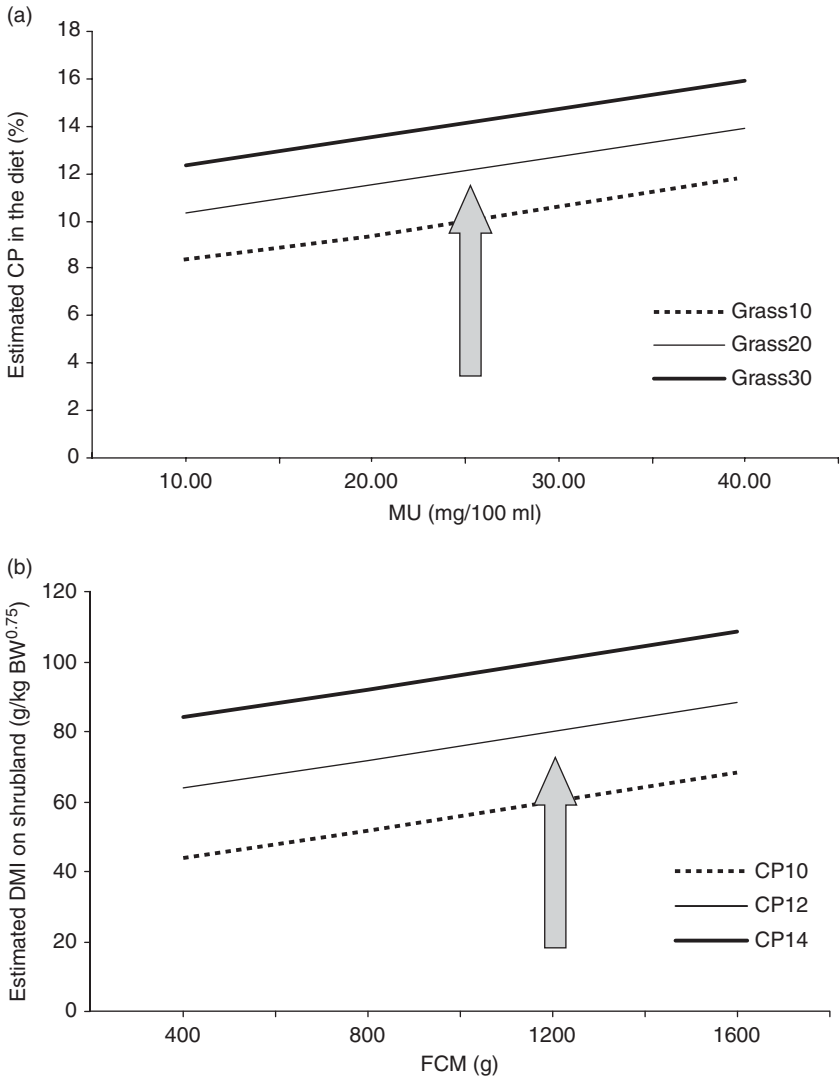 (a)
Estimated CP in the diet (%)
18
16
14
12
10
8
6
4
2
0
Grass10
Grass20
Grass30
10.00 20.00 30.00 40.00
MU (mg/100 ml)
(b)
Estimated DMI on shrubland (g/kg BW0.75)
120
100
80
60
40
20
0
CP10
CP12
CP14
400 800 1200 1600
FCM (g)